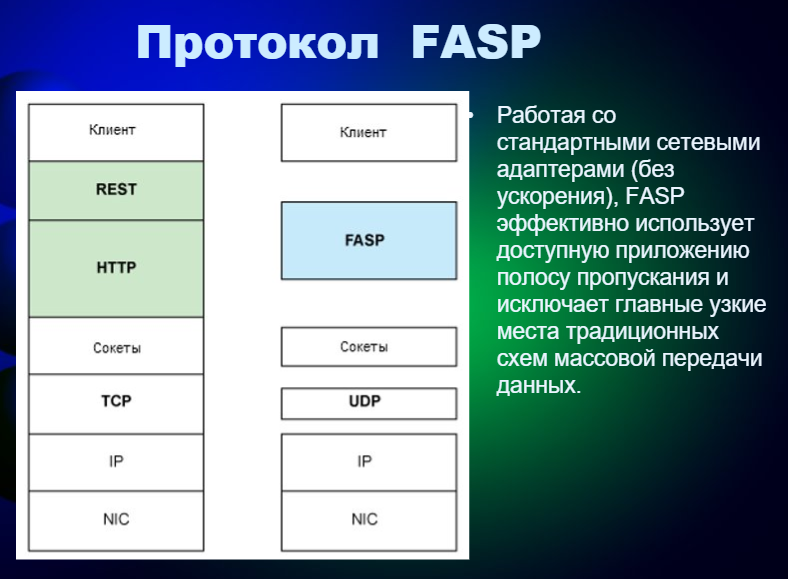 Протокол FASP
Клиент
REST
HTTP
Сокеты
TCP
IP
NIC
Клиент
FASP
Сокеты
UDP
IP
NIC
• Работая со
стандартными сетевыми
адаптерами (без
ускорения), FASP
эффективно использует
доступную приложению
полосу пропускания и
исключает главные узкие
места традиционных
схем массовой передачи
данных.